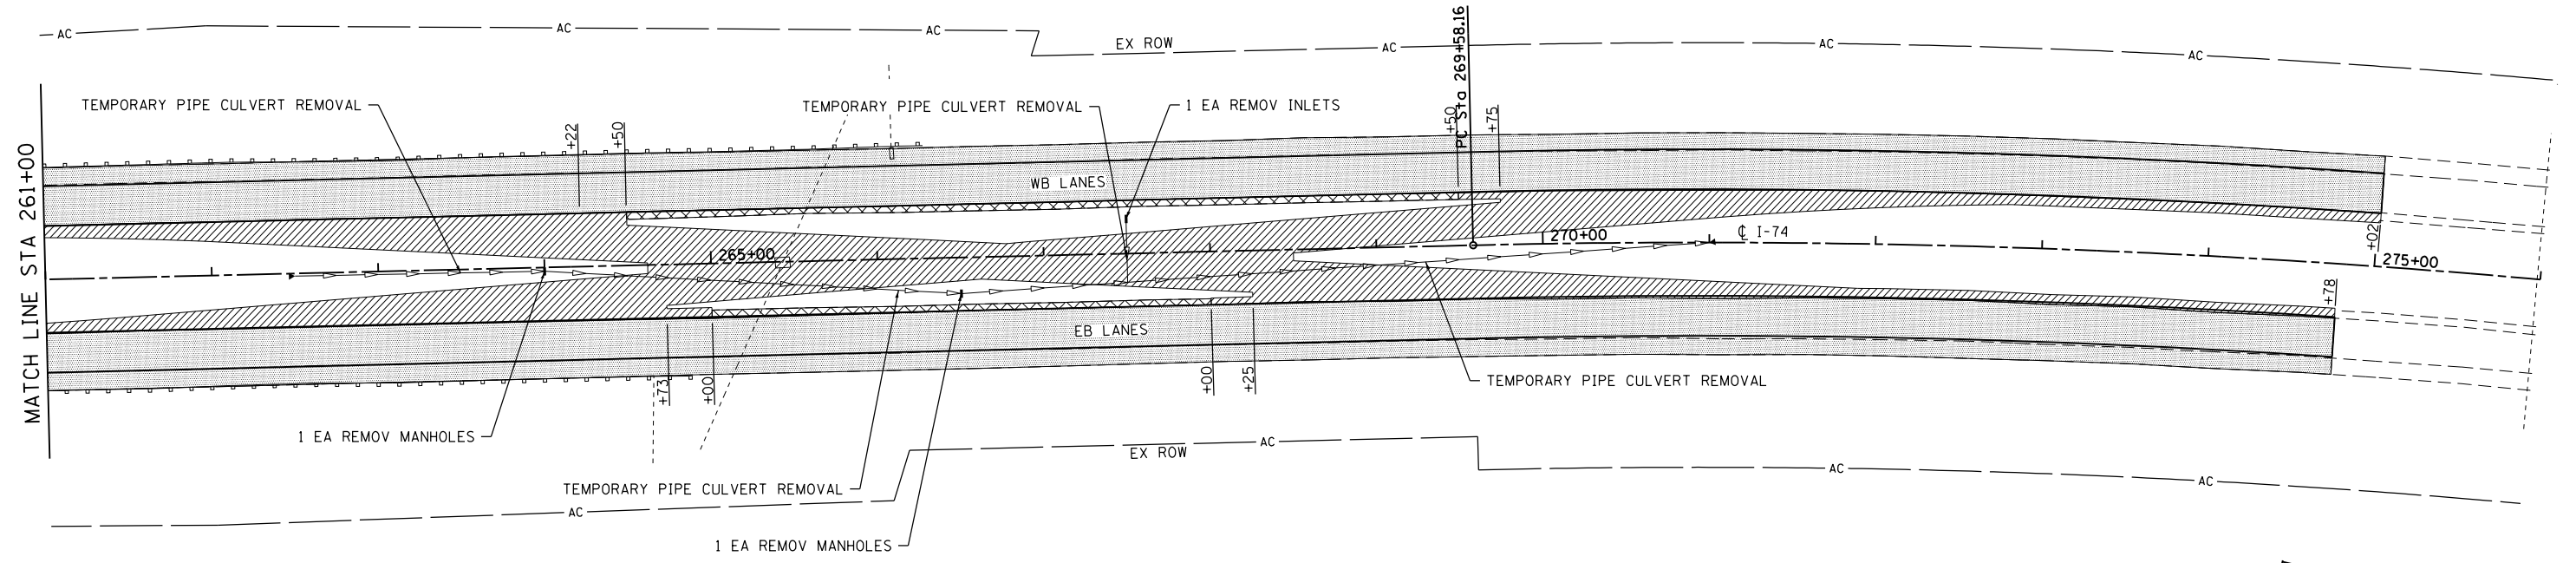 AC
AC
AC
EX ROW
AC
AC
AC
PC Sta 269+58.16
TEMPORARY PIPE CULVERT REMOVAL
TEMPORARY PIPE CULVERT REMOVAL
1 EA REMOV INLETS
+22
+50
+50
+75
MATCH LINE STA 261+00
WB LANES
265+00
270+00
℄ I-74
+02
275+00
+78
EB LANES
+73
+00
+00
+25
TEMPORARY PIPE CULVERT REMOVAL
1 EA REMOV MANHOLES
AC
EX ROW
AC
AC
TEMPORARY PIPE CULVERT REMOVAL
AC
1 EA REMOV MANHOLES